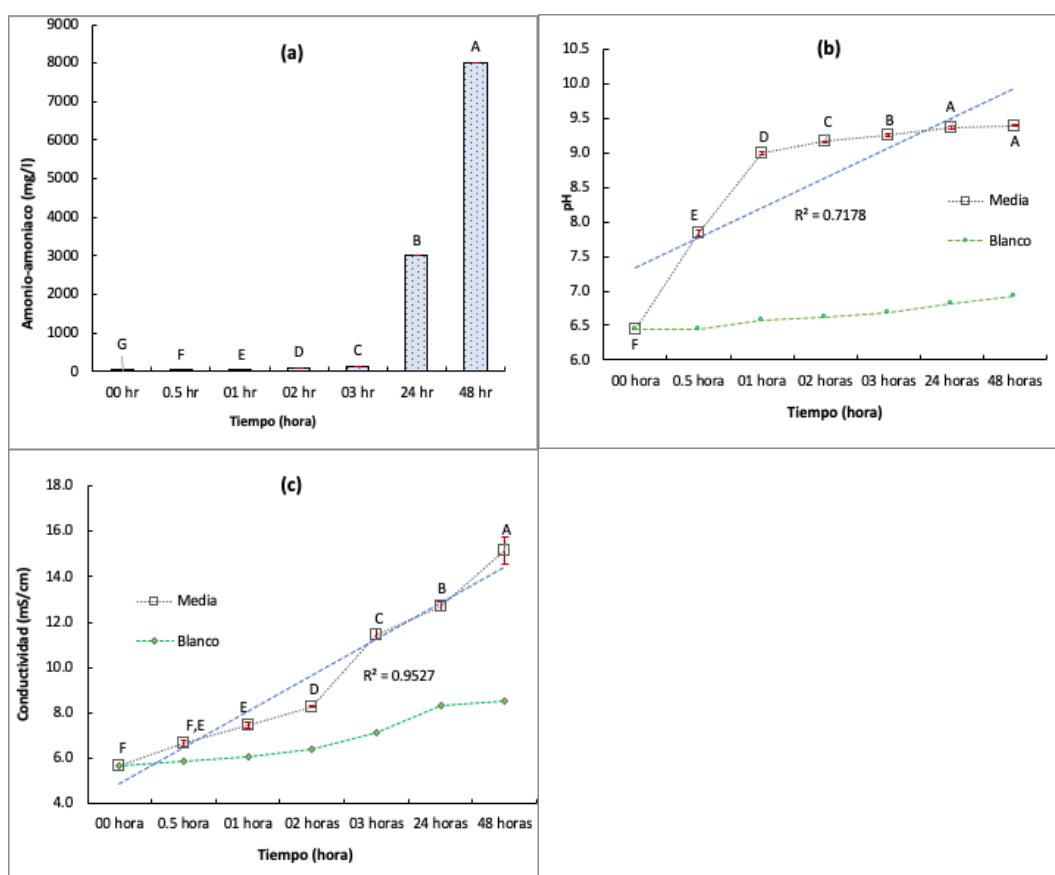 (a)
Amonio-amoniaco (mg/l)
9000
8000
7000
6000
5000
4000
3000
2000
1000
0
G
F
E
D
C
B
A
00 hr 0.5 hr 01 hr 02 hr 03 hr 24 hr 48 hr
Tiempo (hora)
(b)
pH
10.5
10.0
9.5
9.0
8.5
8.0
7.5
7.0
6.5
6.0
F
E
D
C
B
A
A
R² = 0.7178
Media
Blanco
00 hora 0.5 hora 01 hora 02 horas 03 horas 24 horas 48 horas
Tiempo (hora)
(c)
Conductividad (mS/cm)
18.0
16.0
14.0
12.0
10.0
8.0
6.0
4.0
F
F,E
E
D
C
B
A
Media
Blanco
R² = 0.9527
00 hora 0.5 hora 01 hora 02 horas 03 horas 24 horas 48 horas
Tiempo (hora)